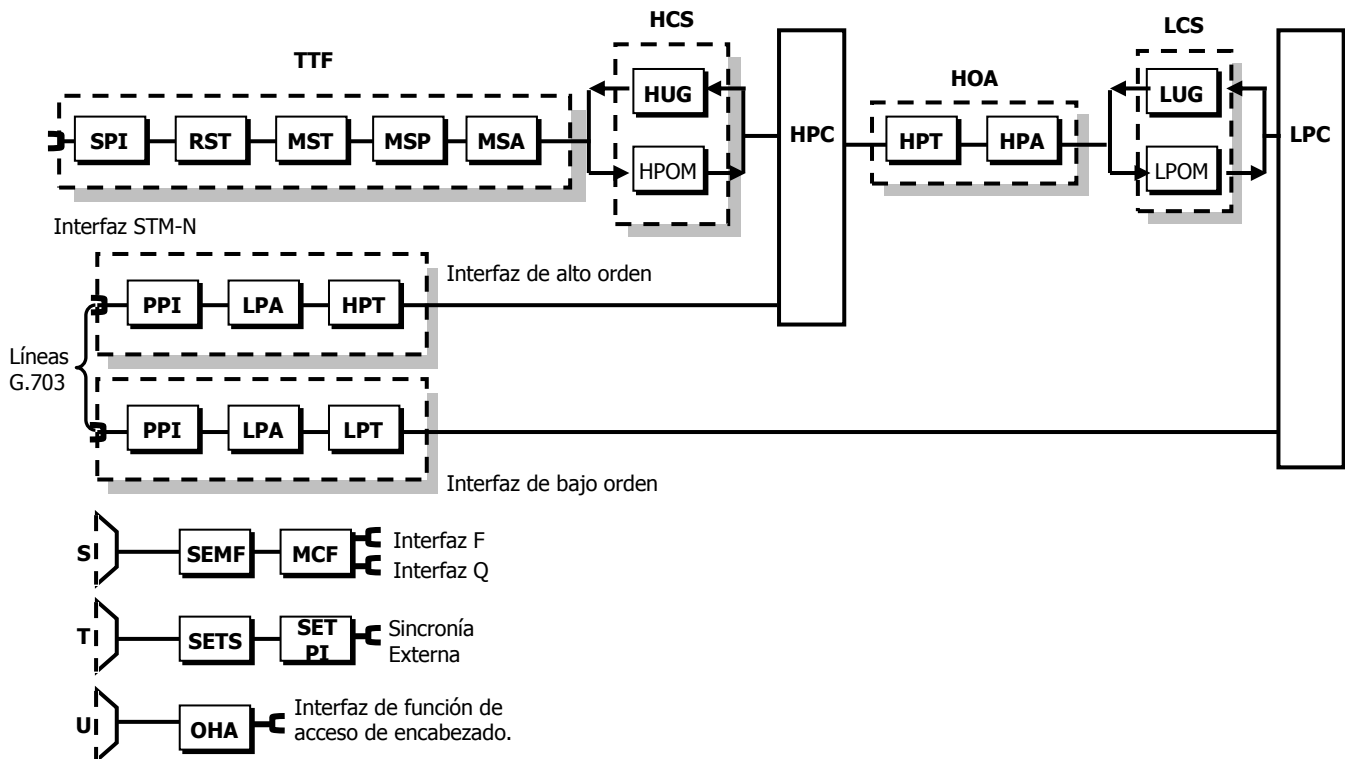 HCS
LCS
TTF
HOA
HUG
LUG
SPI
RST
MST
MSP
MSA
HPC
HPT
HPA
LPC
HPOM
LPOM
Interfaz STM-N
Interfaz de alto orden
PPI
LPA
HPT
Líneas
G.703
PPI
LPA
LPT
Interfaz de bajo orden
S
SEMF
MCF
Interfaz F
Interfaz Q
T
SETS
SET
PI
Sincronía
Externa
U
OHA
Interfaz de función de
acceso de encabezado.